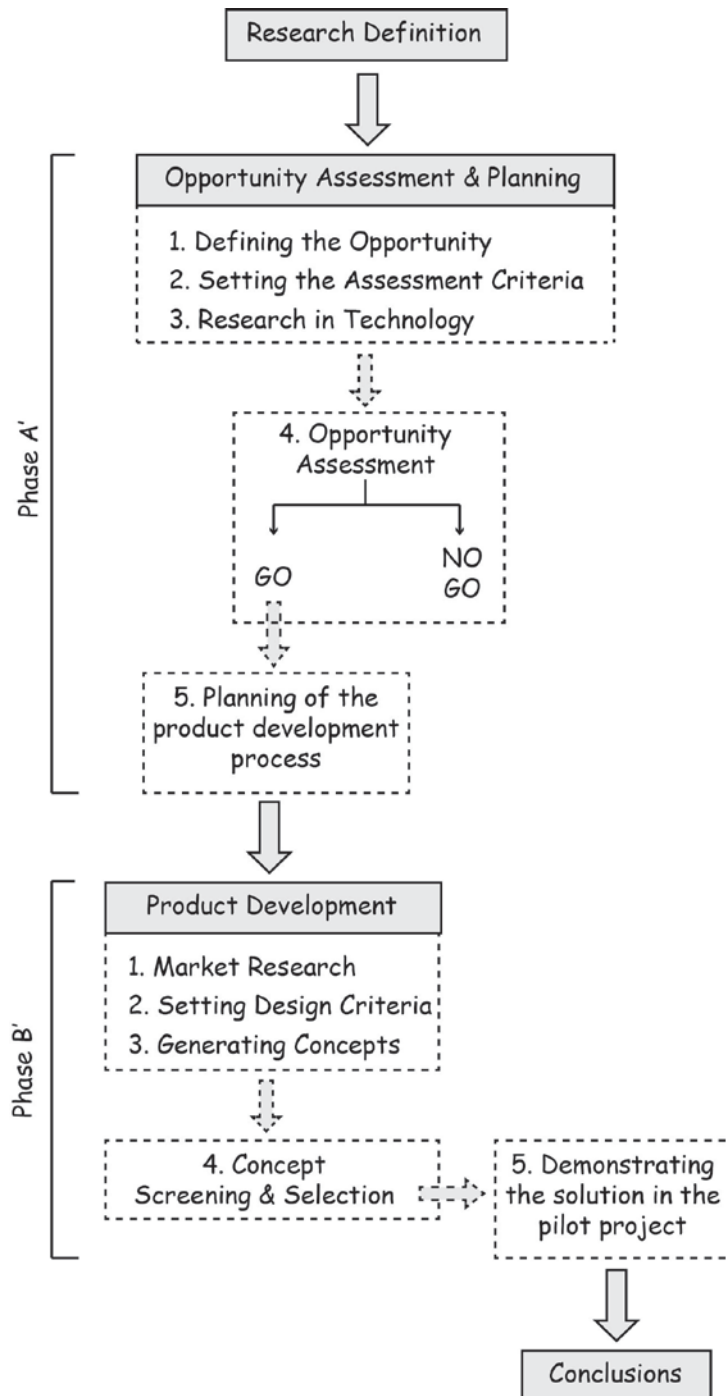 Research Definition
Phase A'
Opportunity Assessment & Planning
1. Defining the Opportunity
2. Setting the Assessment Criteria
3. Research in Technology
4. Opportunity
Assessment
GO
NO
GO
5. Planning of the
product development
process
Phase B'
Product Development
1. Market Research
2. Setting Design Criteria
3. Generating Concepts
4. Concept
Screening & Selection
5. Demonstrating
the solution in the
pilot project
Conclusions